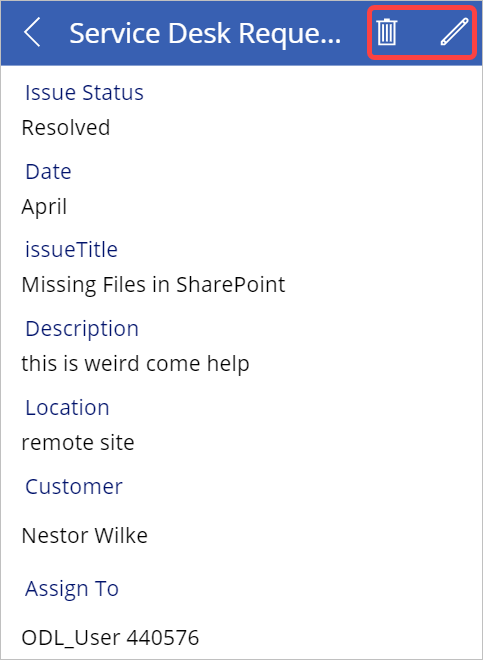 Service Desk Reque...
Issue Status
Resolved
Date
April
issueTitle
Missing Files in SharePoint
Description
this is weird come help
Location
remote site
Customer
Nestor Wilke
Assign To
ODL_User 440576